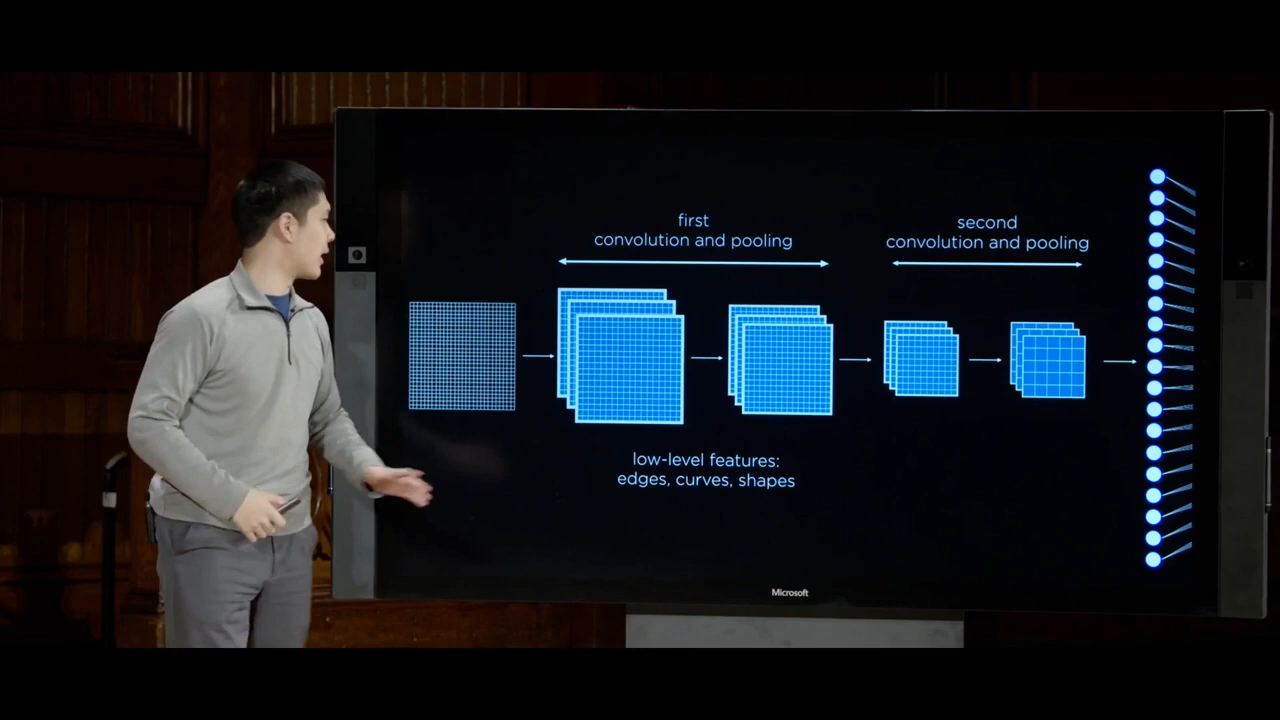 first
convolution and pooling
second
convolution and pooling
low-level features:
edges, curves, shapes
Microsoft